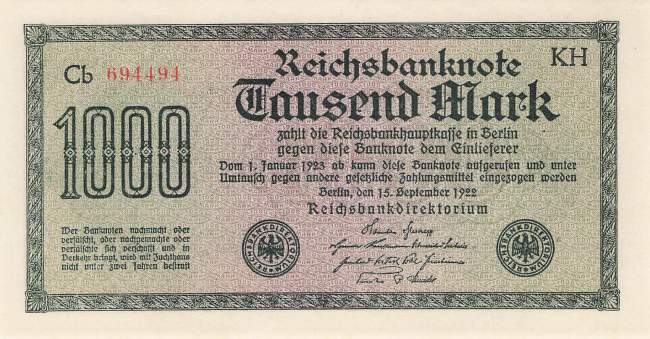 Cb 694494
Reichsbanknote
KH
1000
Tausend Mark
zahlt die Reichsbankhauptkasse in Berlin
gegen diese Banknote dem Einlieferer
Vom 1. Januar 1923 ab kann diese Banknote aufgerufen und unter
Umtausch gegen andere gesetzliche Zahlungsmittel eingezogen werden
Berlin, den 15. September 1922
Reichsbankdirektorium
Wer Banknoten nachmacht oder
verfälscht, oder nachgemachte oder
verfälschte sich verschafft und in
Verkehr bringt, wird mit Zuchthaus
nicht unter zwei Jahren bestraft
REICHSBANKDIREKTORIUM
REICHSBANKDIREKTORIUM